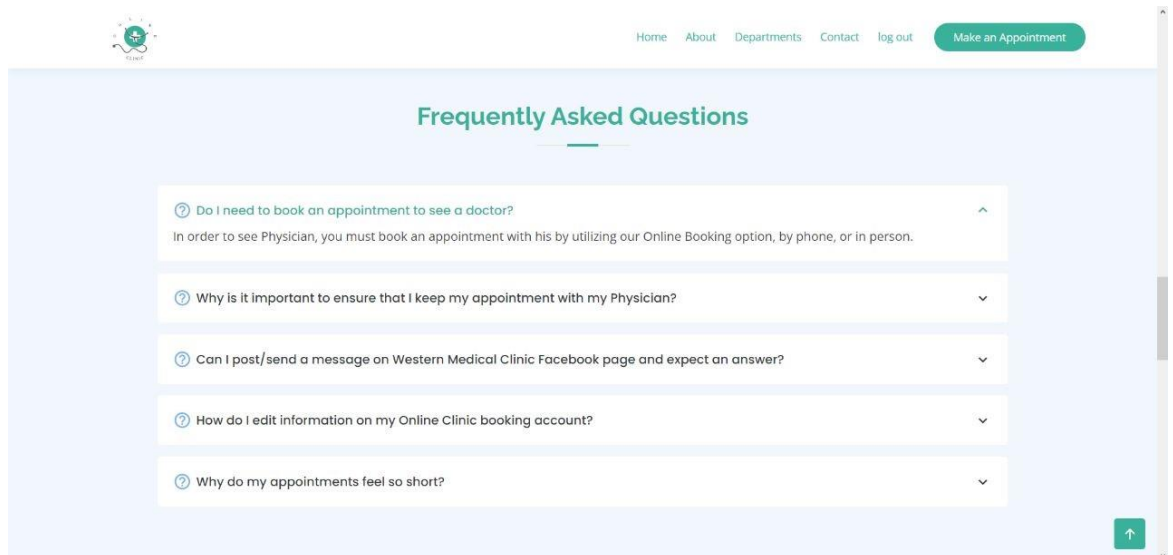 CLINIC
Home About Departments Contact log out Make an Appointment
Frequently Asked Questions
Do I need to book an appointment to see a doctor?
In order to see Physician, you must book an appointment with his by utilizing our Online Booking option, by phone, or in person.
Why is it important to ensure that I keep my appointment with my Physician?
Can I post/send a message on Western Medical Clinic Facebook page and expect an answer?
How do I edit information on my Online Clinic booking account?
Why do my appointments feel so short?